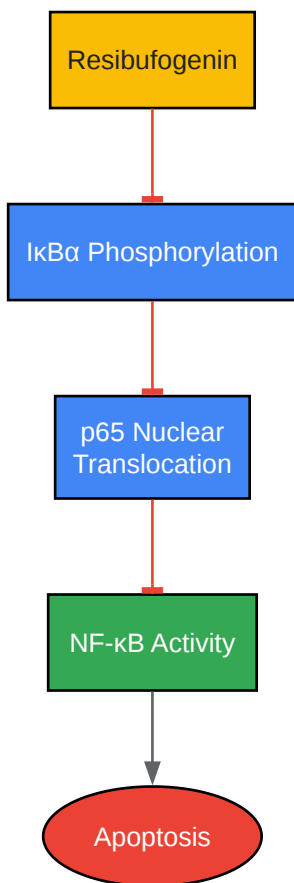 Resibufogenin
IκBα Phosphorylation
p65 Nuclear
Translocation
NF-κB Activity
Apoptosis